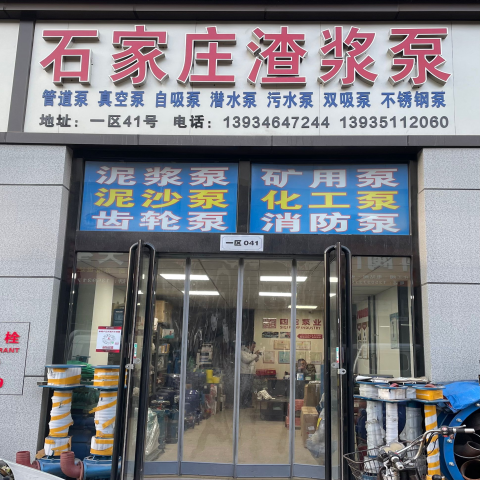 石家庄渣浆泵
管道泵 真空泵 自吸泵 潜水泵 污水泵 双吸泵 不锈钢泵
地址：一区41号 电话：13934647244 13935112060
泥浆泵 矿用泵
泥沙泵 化工泵
齿轮泵 消防泵
一区 041
泵业
栓